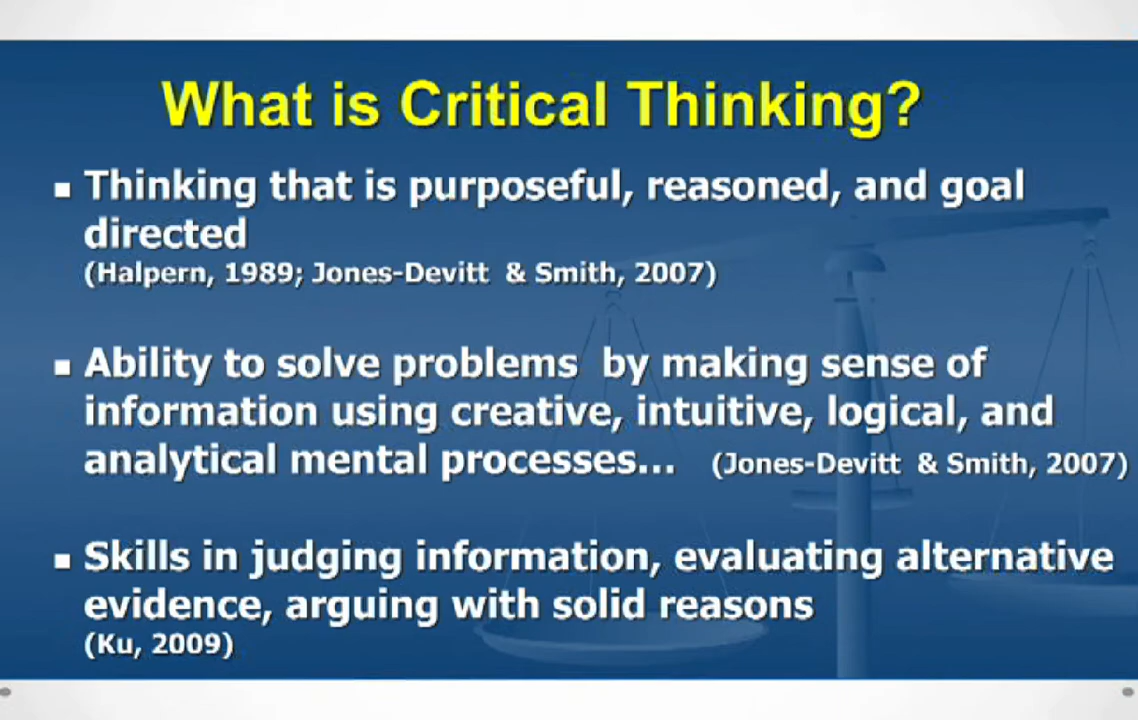 What is Critical Thinking?
▪ Thinking that is purposeful, reasoned, and goal
directed
(Halpern, 1989; Jones-Devitt & Smith, 2007)
▪ Ability to solve problems by making sense of
information using creative, intuitive, logical, and
analytical mental processes... (Jones-Devitt & Smith, 2007)
▪ Skills in judging information, evaluating alternative
evidence, arguing with solid reasons
(Ku, 2009)